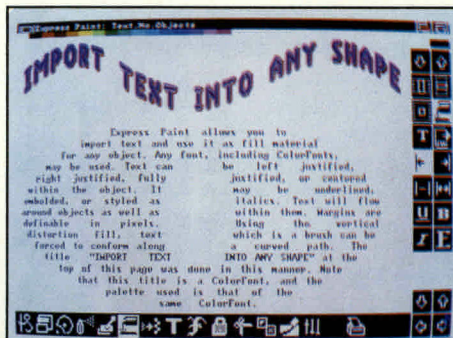 Express Paint: Text.No.Objects
IMPORT TEXT INTO ANY SHAPE
Express Paint allows you to
import text and use it as fill material
for any object. Any font, including ColorFonts,
may be used. Text can be left justified,
right justified, fully justified, or centered
within the object. It may be underlined,
embolded, or styled as italics. Text will flow
around objects as well as within them. Margins are
definable in pixels. Using the vertical
distortion fill, text which is a brush can be
forced to conform along a curved path. The
title "IMPORT TEXT INTO ANY SHAPE" at the
top of this page was done in this manner. Note
that this title is a ColorFont, and the
palette used is that of the
same ColorFont.
T
U B
I E
T